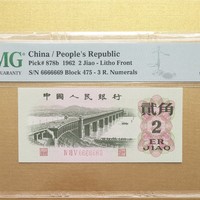 MG
China / People's Republic
Pick# 878b 1962 2 Jiao - Litho Front
S/N 6666669 Block 475 - 3 R. Numerals
GUARANTY
中国人民银行
贰角
2
ER
JIAO